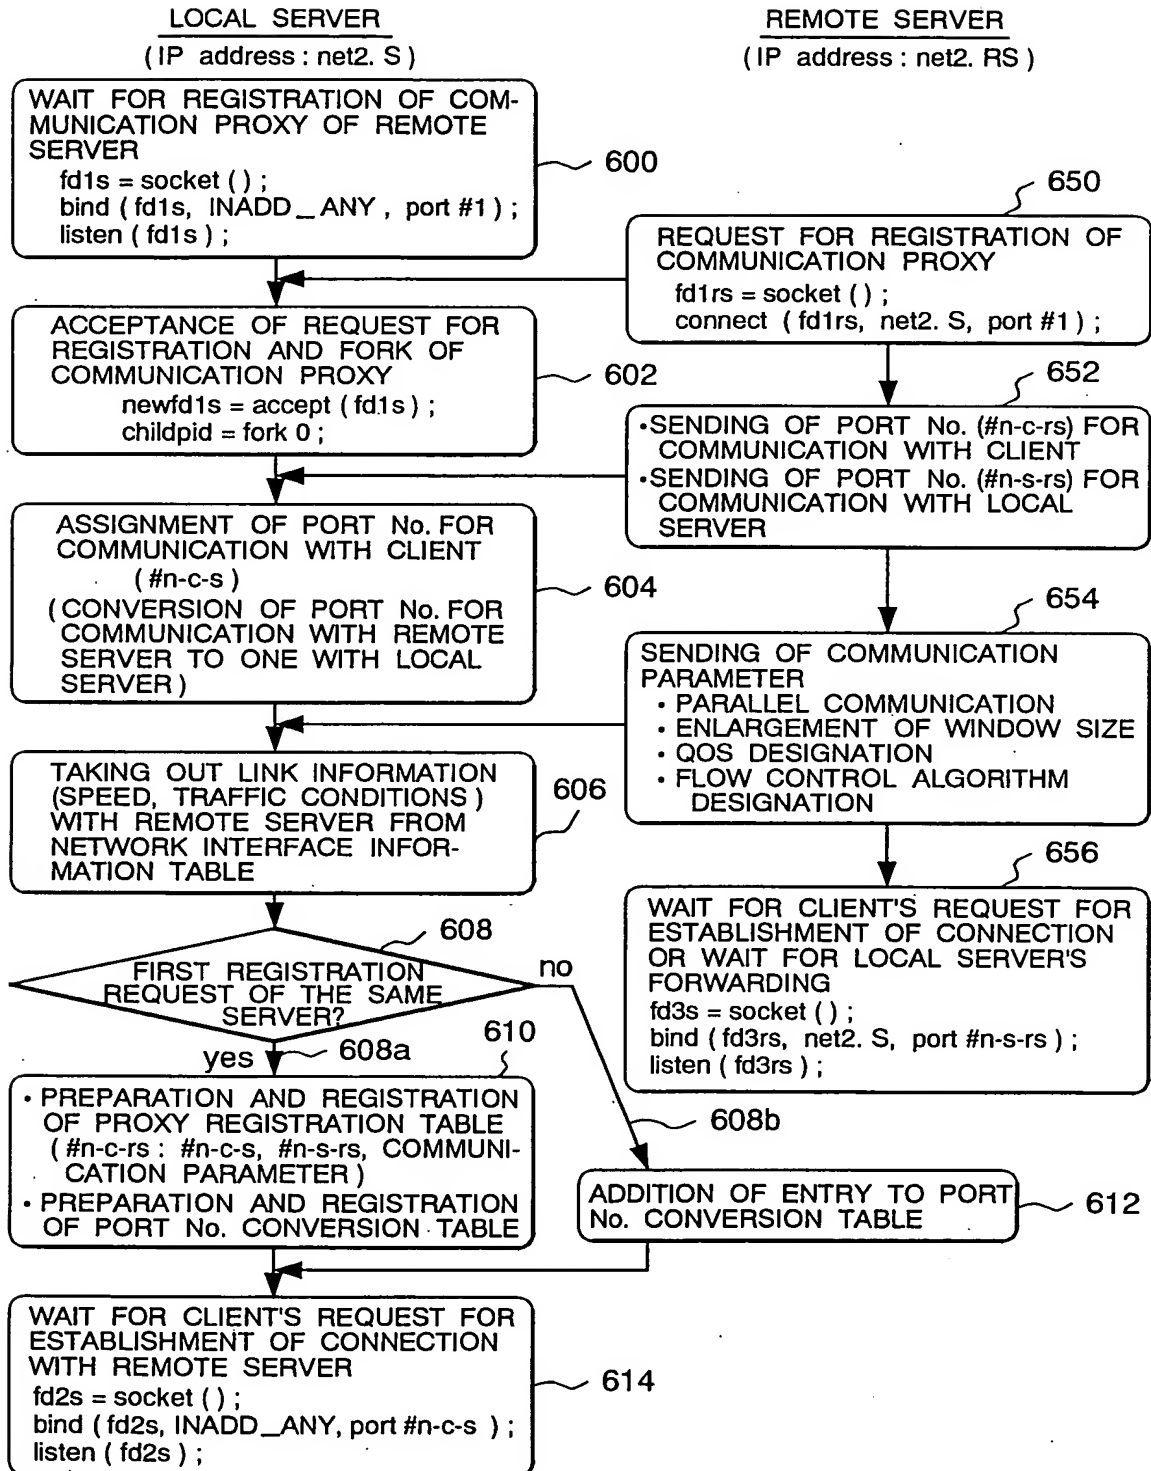 LOCAL SERVER
(IP address : net2. S)
WAIT FOR REGISTRATION OF COM-
MUNICATION PROXY OF REMOTE
SERVER
fd1s = socket ( ) ;
bind ( fd1s, INADD_ANY , port #1 ) ;
listen ( fd1s ) ;
600
ACCEPTANCE OF REQUEST FOR
REGISTRATION AND FORK OF
COMMUNICATION PROXY
newfd1s = accept ( fd1s ) ;
childpid = fork 0 ;
602
ASSIGNMENT OF PORT No. FOR
COMMUNICATION WITH CLIENT
( #n-c-s )
( CONVERSION OF PORT No. FOR
COMMUNICATION WITH REMOTE
SERVER TO ONE WITH LOCAL
SERVER )
604
TAKING OUT LINK INFORMATION
(SPEED, TRAFFIC CONDITIONS )
WITH REMOTE SERVER FROM
NETWORK INTERFACE INFOR-
MATION TABLE
606
608
FIRST REGISTRATION
REQUEST OF THE SAME
SERVER?
no
yes
608a
610
• PREPARATION AND REGISTRATION
OF PROXY REGISTRATION TABLE
( #n-c-rs : #n-c-s, #n-s-rs, COMMUNI-
CATION PARAMETER )
• PREPARATION AND REGISTRATION
OF PORT No. CONVERSION TABLE
608b
ADDITION OF ENTRY TO PORT
No. CONVERSION TABLE
612
WAIT FOR CLIENT'S REQUEST FOR
ESTABLISHMENT OF CONNECTION
WITH REMOTE SERVER
fd2s = socket ( ) ;
bind ( fd2s, INADD_ANY, port #n-c-s ) ;
listen ( fd2s ) ;
614
REMOTE SERVER
(IP address : net2. RS )
650
REQUEST FOR REGISTRATION OF
COMMUNICATION PROXY
fd1rs = socket ( ) ;
connect ( fd1rs, net2. S, port #1 ) ;
652
• SENDING OF PORT No. (#n-c-rs) FOR
COMMUNICATION WITH CLIENT
• SENDING OF PORT No. (#n-s-rs) FOR
COMMUNICATION WITH LOCAL
SERVER
654
SENDING OF COMMUNICATION
PARAMETER
• PARALLEL COMMUNICATION
• ENLARGEMENT OF WINDOW SIZE
• QOS DESIGNATION
• FLOW CONTROL ALGORITHM
DESIGNATION
656
WAIT FOR CLIENT'S REQUEST FOR
ESTABLISHMENT OF CONNECTION
OR WAIT FOR LOCAL SERVER'S
FORWARDING
fd3s = socket ( ) ;
bind ( fd3rs, net2. S, port #n-s-rs ) ;
listen ( fd3rs ) ;